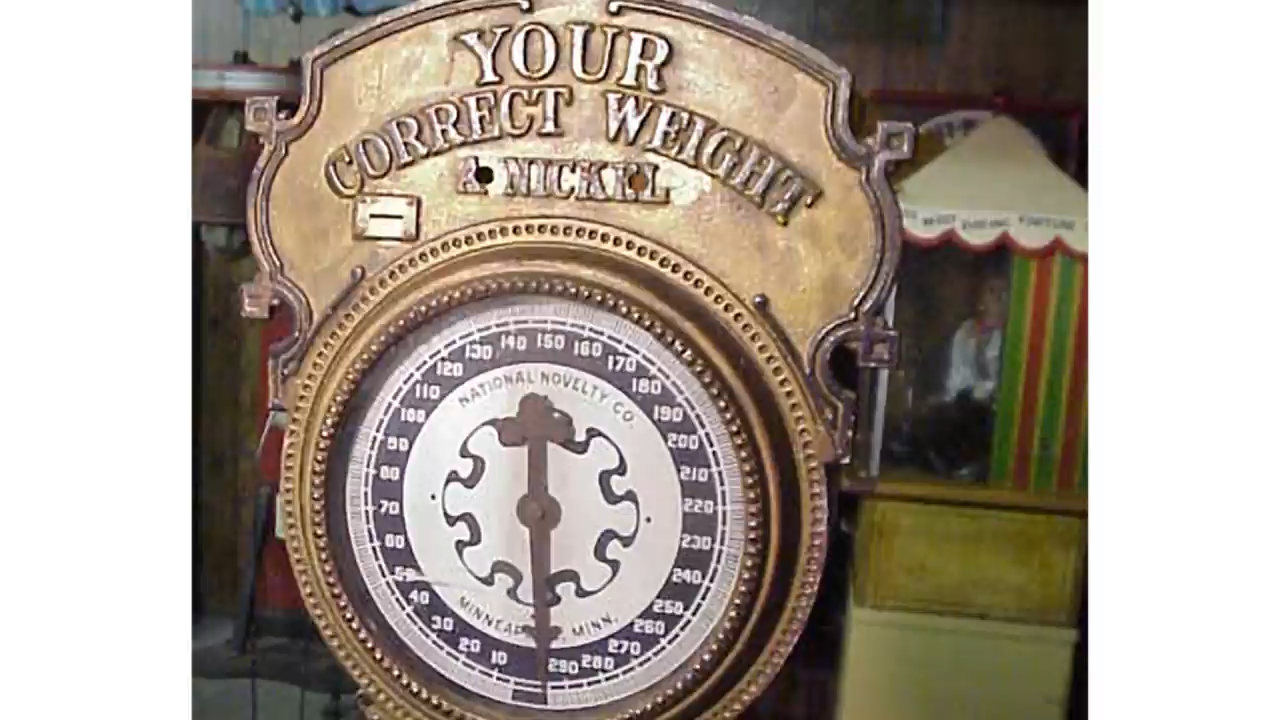 YOUR
CORRECT WEIGHT
A NICKEL
130 140 150 160 170
120 180
110 190
100 200
90 210
80 220
70 230
60 240
50 250
40 260
30 270
20 280
10 290
NATIONAL NOVELTY CO.
MINN.
FORTUNE